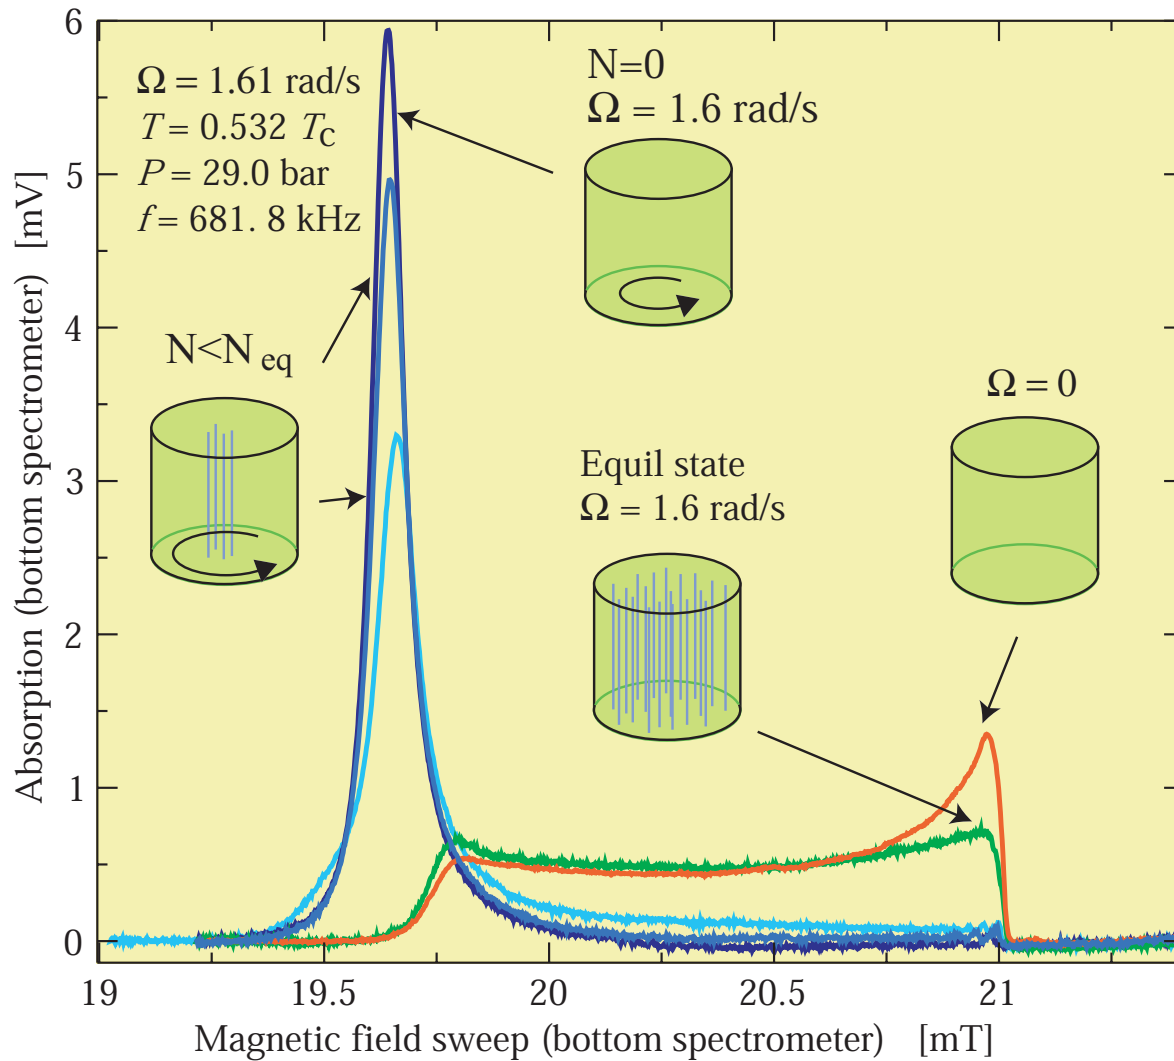 Ω = 1.61 rad/s
T = 0.532 TC
P = 29.0 bar
f = 681. 8 kHz
N=0
Ω = 1.6 rad/s
N<N eq
Ω = 0
Equil state
Ω = 1.6 rad/s
6
5
4
3
2
1
0
19
19.5
20
20.5
21
Absorption (bottom spectrometer) [mV]
Magnetic field sweep (bottom spectrometer) [mT]